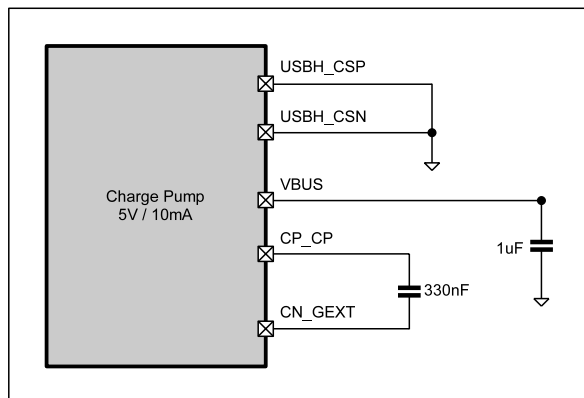 USBH_CSP
USBH_CSN
VBUS
Charge Pump
5V / 10mA
CP_CP
1uF
330nF
CN_GEXT